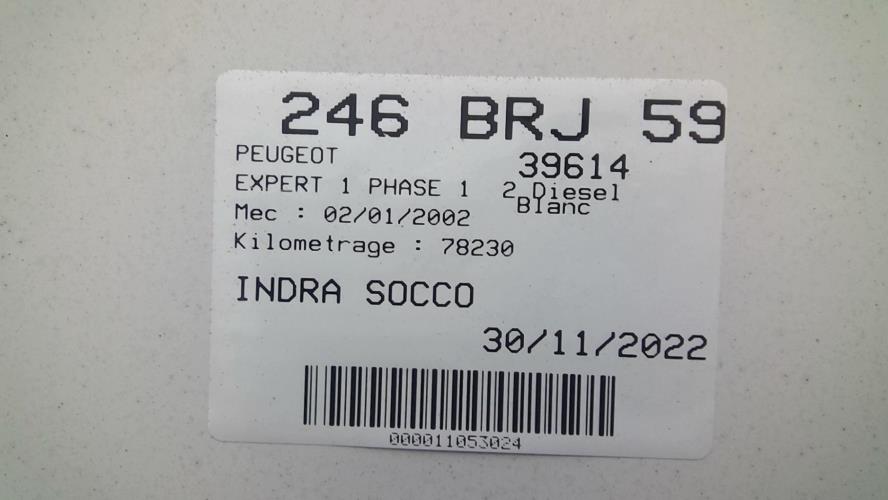 246 BRJ 59
PEUGEOT 39614
EXPERT 1 PHASE 1 2 Diesel
Blanc
Mec : 02/01/2002
Kilometrage : 78230
INDRA SOCCO
30/11/2022
000011053024